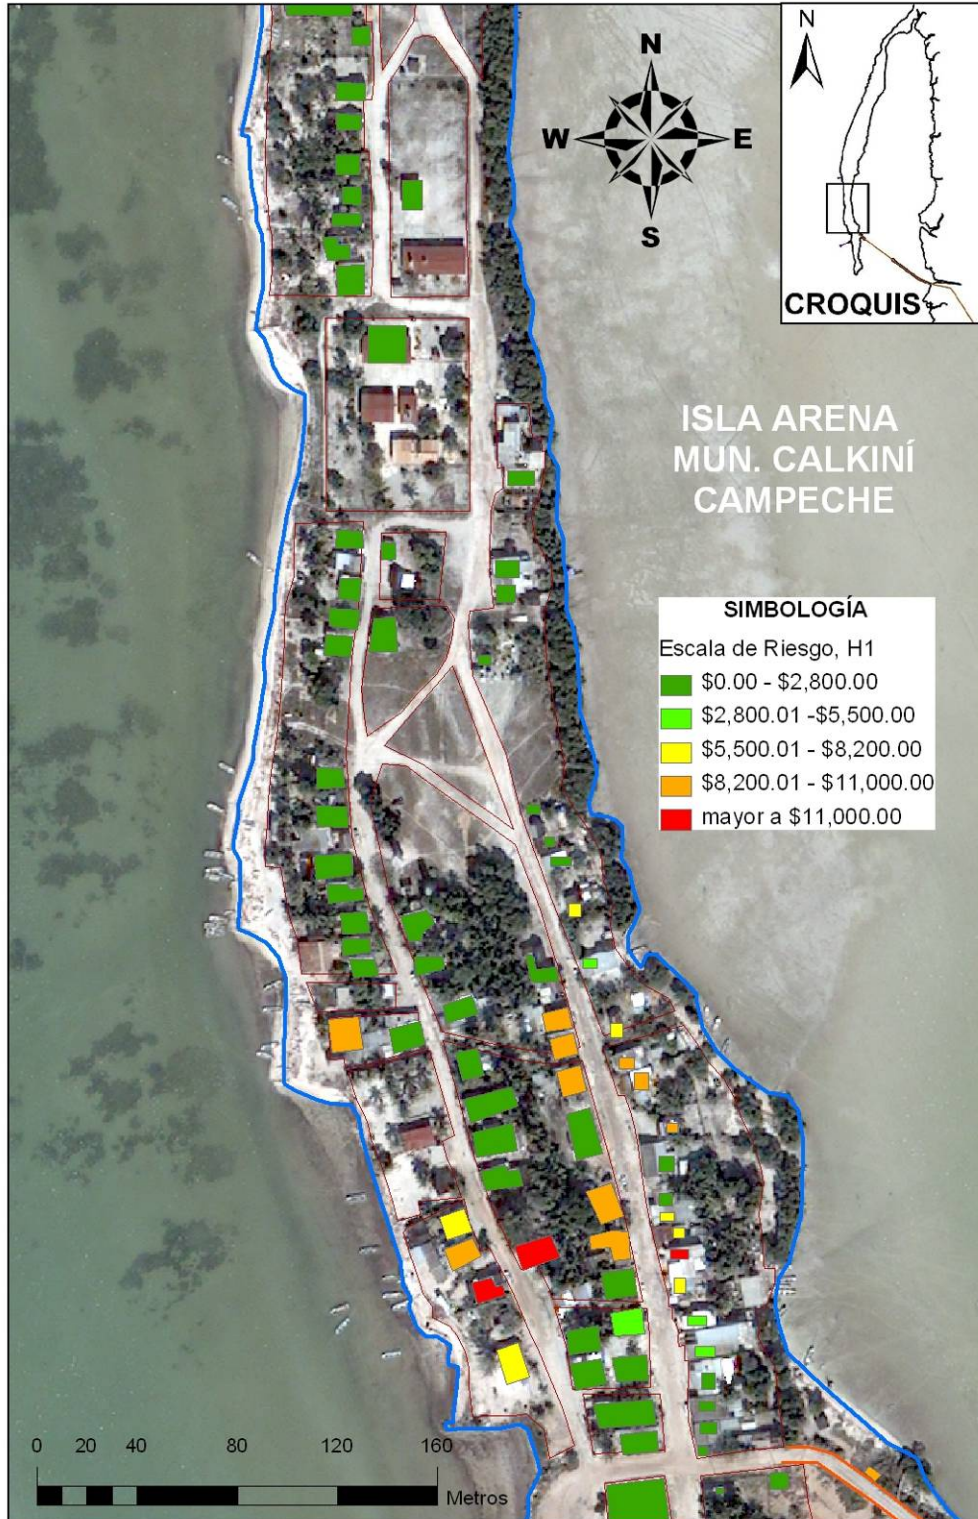 N
W E
S
N
CROQUIS
ISLA ARENA
MUN. CALKINÍ
CAMPECHE
SIMBOLOGÍA
Escala de Riesgo, H1
$0.00 - $2,800.00
$2,800.01 -$5,500.00
$5,500.01 - $8,200.00
$8,200.01 - $11,000.00
mayor a $11,000.00
0 20 40 80 120 160
Metros